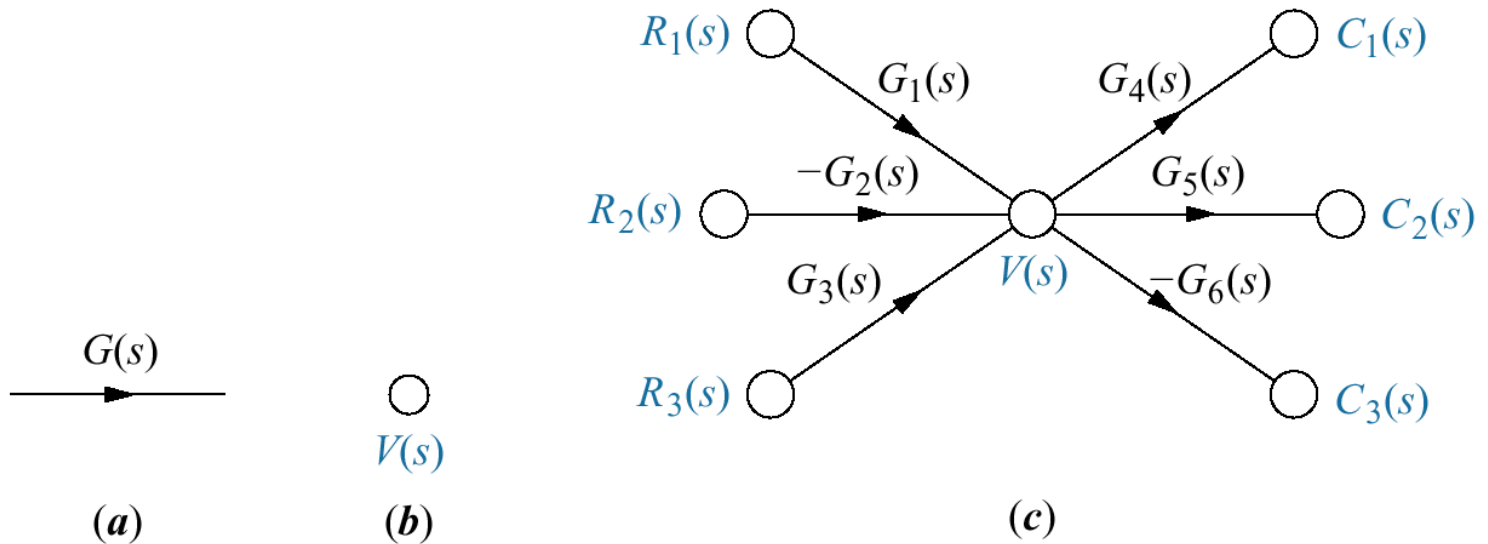 R₁(s) C₁(s)
G₁(s) G₄(s)
−G₂(s) G₅(s)
R₂(s) C₂(s)
V(s)
G₃(s) −G₆(s)
G(s)
R₃(s) C₃(s)
V(s)
(a) (b) (c)